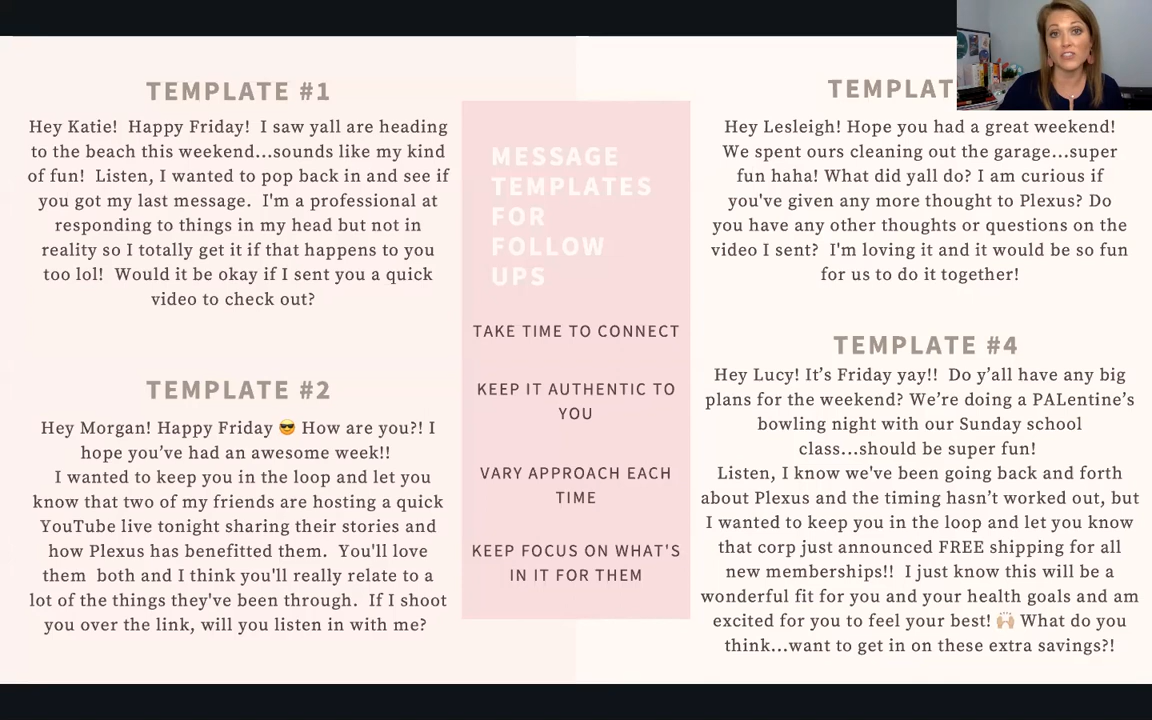 TEMPLATE #1
Hey Katie!  Happy Friday!  I saw yall are heading
to the beach this weekend...sounds like my kind
of fun!  Listen, I wanted to pop back in and see if
you got my last message.  I'm a professional at
responding to things in my head but not in
reality so I totally get it if that happens to you
too lol!  Would it be okay if I sent you a quick
video to check out?
TEMPLATE #2
Hey Morgan! Happy Friday 😎 How are you?! I
hope you’ve had an awesome week!!
I wanted to keep you in the loop and let you
know that two of my friends are hosting a quick
YouTube live tonight sharing their stories and
how Plexus has benefitted them.  You'll love
them  both and I think you'll really relate to a
lot of the things they've been through.  If I shoot
you over the link, will you listen in with me?
MESSAGE
TEMPLATES
FOR
FOLLOW
UPS
TAKE TIME TO CONNECT
KEEP IT AUTHENTIC TO
YOU
VARY APPROACH EACH
TIME
KEEP FOCUS ON WHAT'S
IN IT FOR THEM
TEMPLAT
Hey Lesleigh! Hope you had a great weekend!
We spent ours cleaning out the garage...super
fun haha! What did yall do? I am curious if
you've given any more thought to Plexus? Do
you have any other thoughts or questions on the
video I sent?  I'm loving it and it would be so fun
for us to do it together!
TEMPLATE #4
Hey Lucy! It’s Friday yay!!  Do y’all have any big
plans for the weekend? We’re doing a PALentine’s
bowling night with our Sunday school
class...should be super fun!
Listen, I know we've been going back and forth
about Plexus and the timing hasn’t worked out, but
I wanted to keep you in the loop and let you know
that corp just announced FREE shipping for all
new memberships!!  I just know this will be a
wonderful fit for you and your health goals and am
excited for you to feel your best! 🙌🏼 What do you
think...want to get in on these extra savings?!